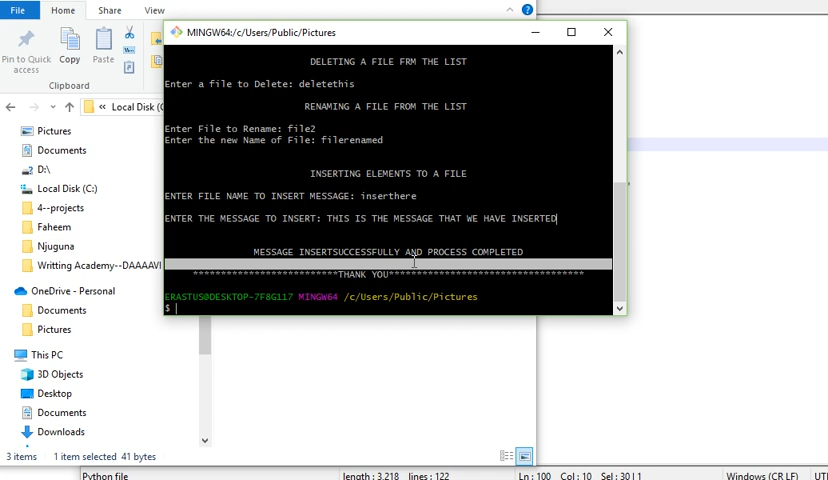 File
Home
Share
View
Pin to Quick access
Copy
Paste
Clipboard
« Local Disk (C
Pictures
Documents
D:\
Local Disk (C:)
4--projects
Faheem
Njuguna
Writting Academy--DAAAAVI
OneDrive - Personal
Documents
Pictures
This PC
3D Objects
Desktop
Documents
Downloads
3 items
1 item selected 41 bytes
MINGW64:/c/Users/Public/Pictures
DELETING A FILE FRM THE LIST
Enter a file to Delete: deletethis
RENAMING A FILE FROM THE LIST
Enter File to Rename: file2
Enter the new Name of File: filerenamed
INSERTING ELEMENTS TO A FILE
ENTER FILE NAME TO INSERT MESSAGE: inserthere
ENTER THE MESSAGE TO INSERT: THIS IS THE MESSAGE THAT WE HAVE INSERTED
MESSAGE INSERTSUCCESSFULLY AND PROCESS COMPLETED
**************************THANK YOU***********************************
ERASTUS@DESKTOP-7F8G117 MINGW64 /c/Users/Public/Pictures
$
Python file
length : 3,218 lines : 122
Ln : 100 Col : 10 Sel : 30 | 1
Windows (CR LF)
UT